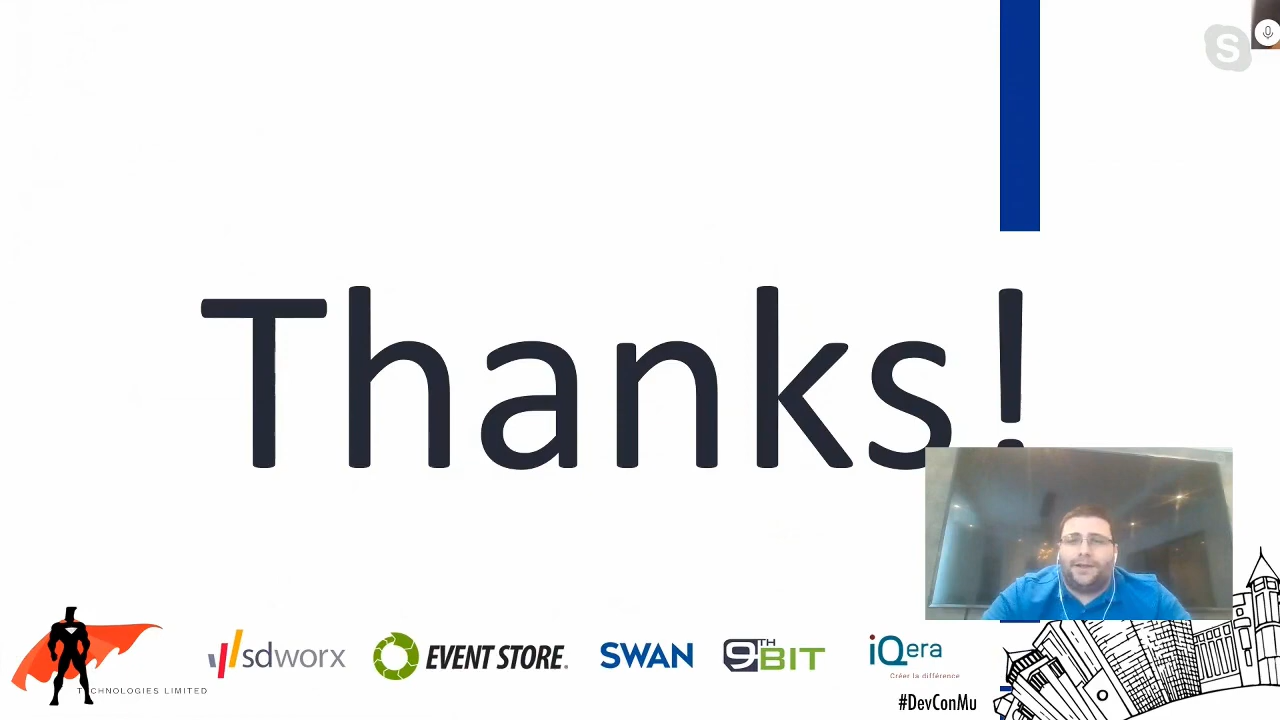 Thanks!
TECHNOLOGIES LIMITED
sdworx
EVENT STORE.
SWAN
9TH BIT
iQera
Créer la différence
#DevConMu